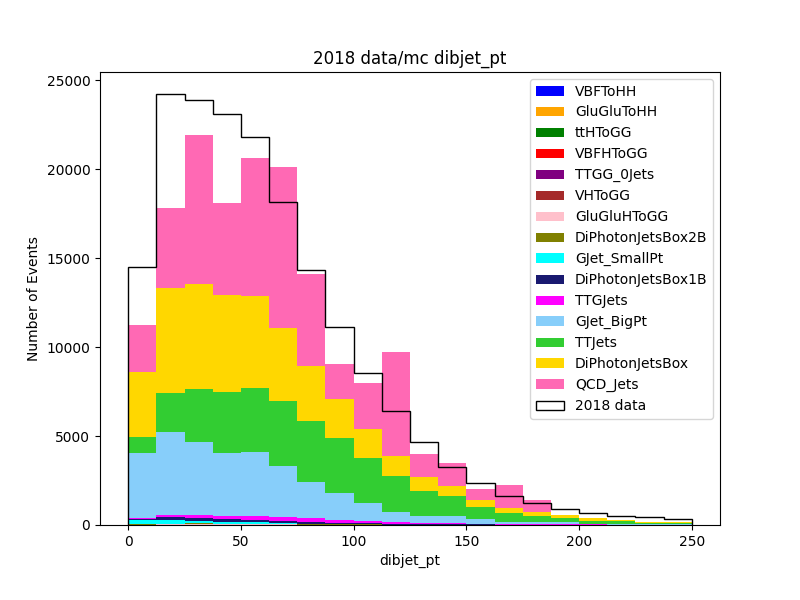 2018 data/mc dibjet_pt
Number of Events
25000
20000
15000
10000
5000
0
0
50
100
150
200
250
dibjet_pt
VBFToHH
GluGluToHH
ttHToGG
VBFHToGG
TTGG_0Jets
VHToGG
GluGluHToGG
DiPhotonJetsBox2B
GJet_SmallPt
DiPhotonJetsBox1B
TTGJets
GJet_BigPt
TTJets
DiPhotonJetsBox
QCD_Jets
2018 data